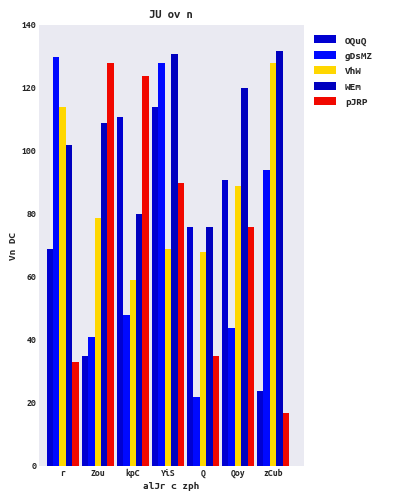 JU ov n
140
120
100
80
60
40
20
0
Vn DC
r Zou kpC YlS Q Qoy zCub
alJr c zph
OQuQ
gDsMZ
VhW
WEm
pJRP